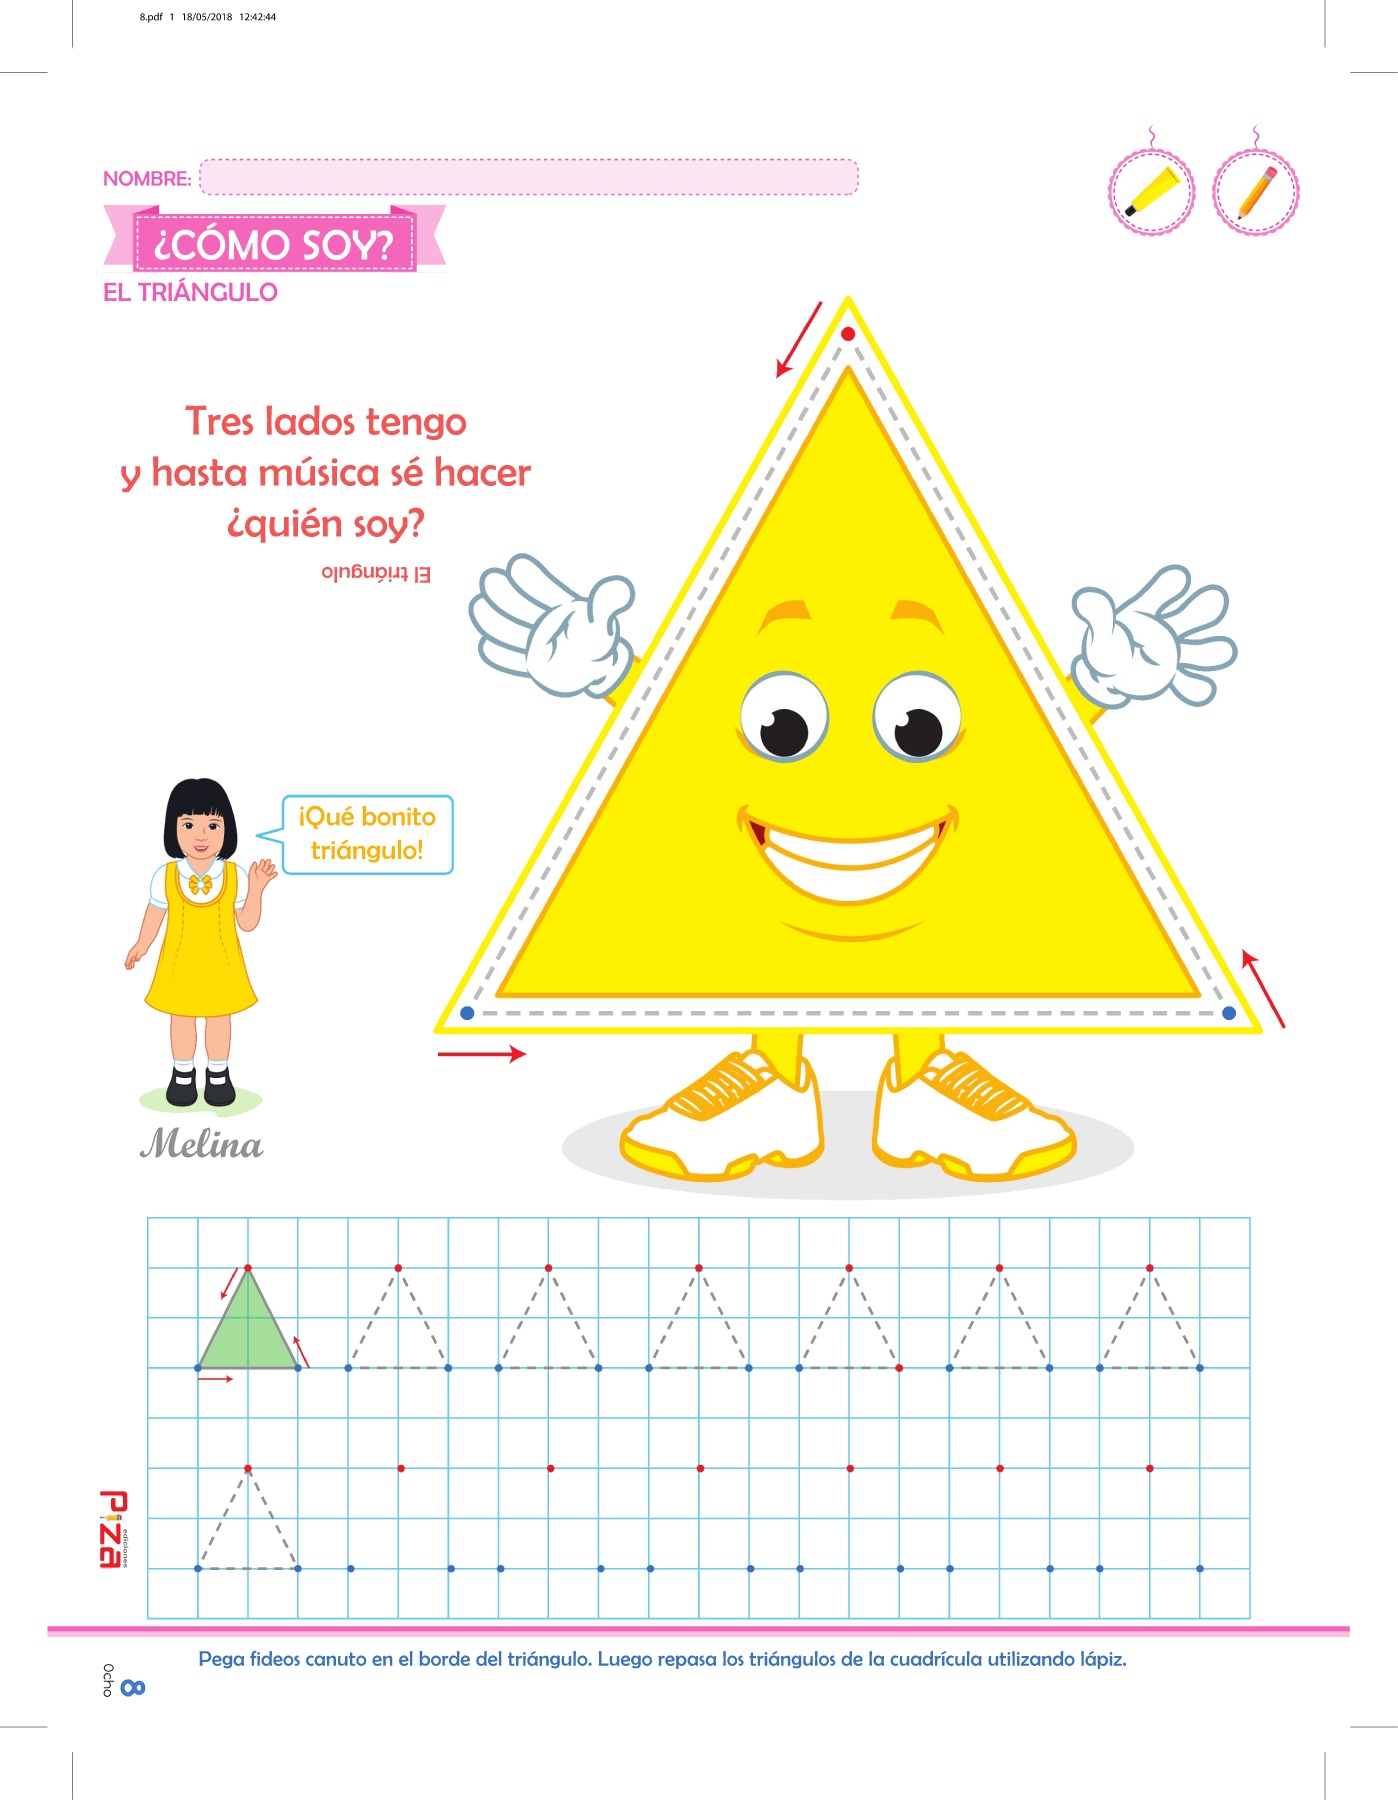 8.pdf 1 18/05/2018 12:42:44
NOMBRE:
¿CÓMO SOY?
EL TRIÁNGULO
Tres lados tengo
y hasta música sé hacer
¿quién soy?
El triángulo
¡Qué bonito
triángulo!
Melina
Piza
ediciones
Pega fideos canuto en el borde del triángulo. Luego repasa los triángulos de la cuadrícula utilizando lápiz.
Ocho
8